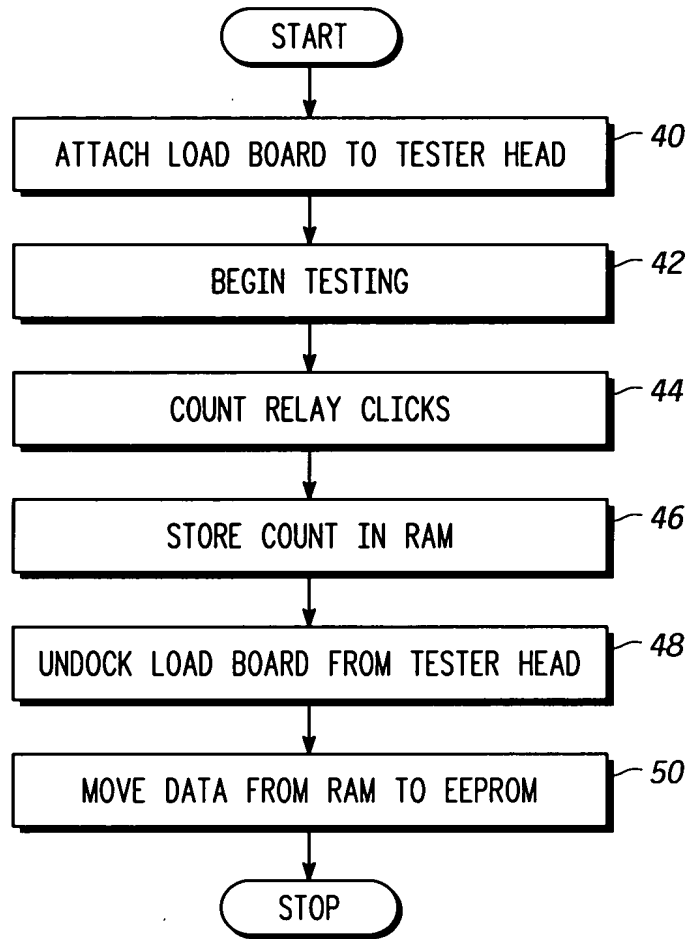 START
ATTACH LOAD BOARD TO TESTER HEAD
40
BEGIN TESTING
42
COUNT RELAY CLICKS
44
STORE COUNT IN RAM
46
UNDOCK LOAD BOARD FROM TESTER HEAD
48
MOVE DATA FROM RAM TO EEPROM
50
STOP